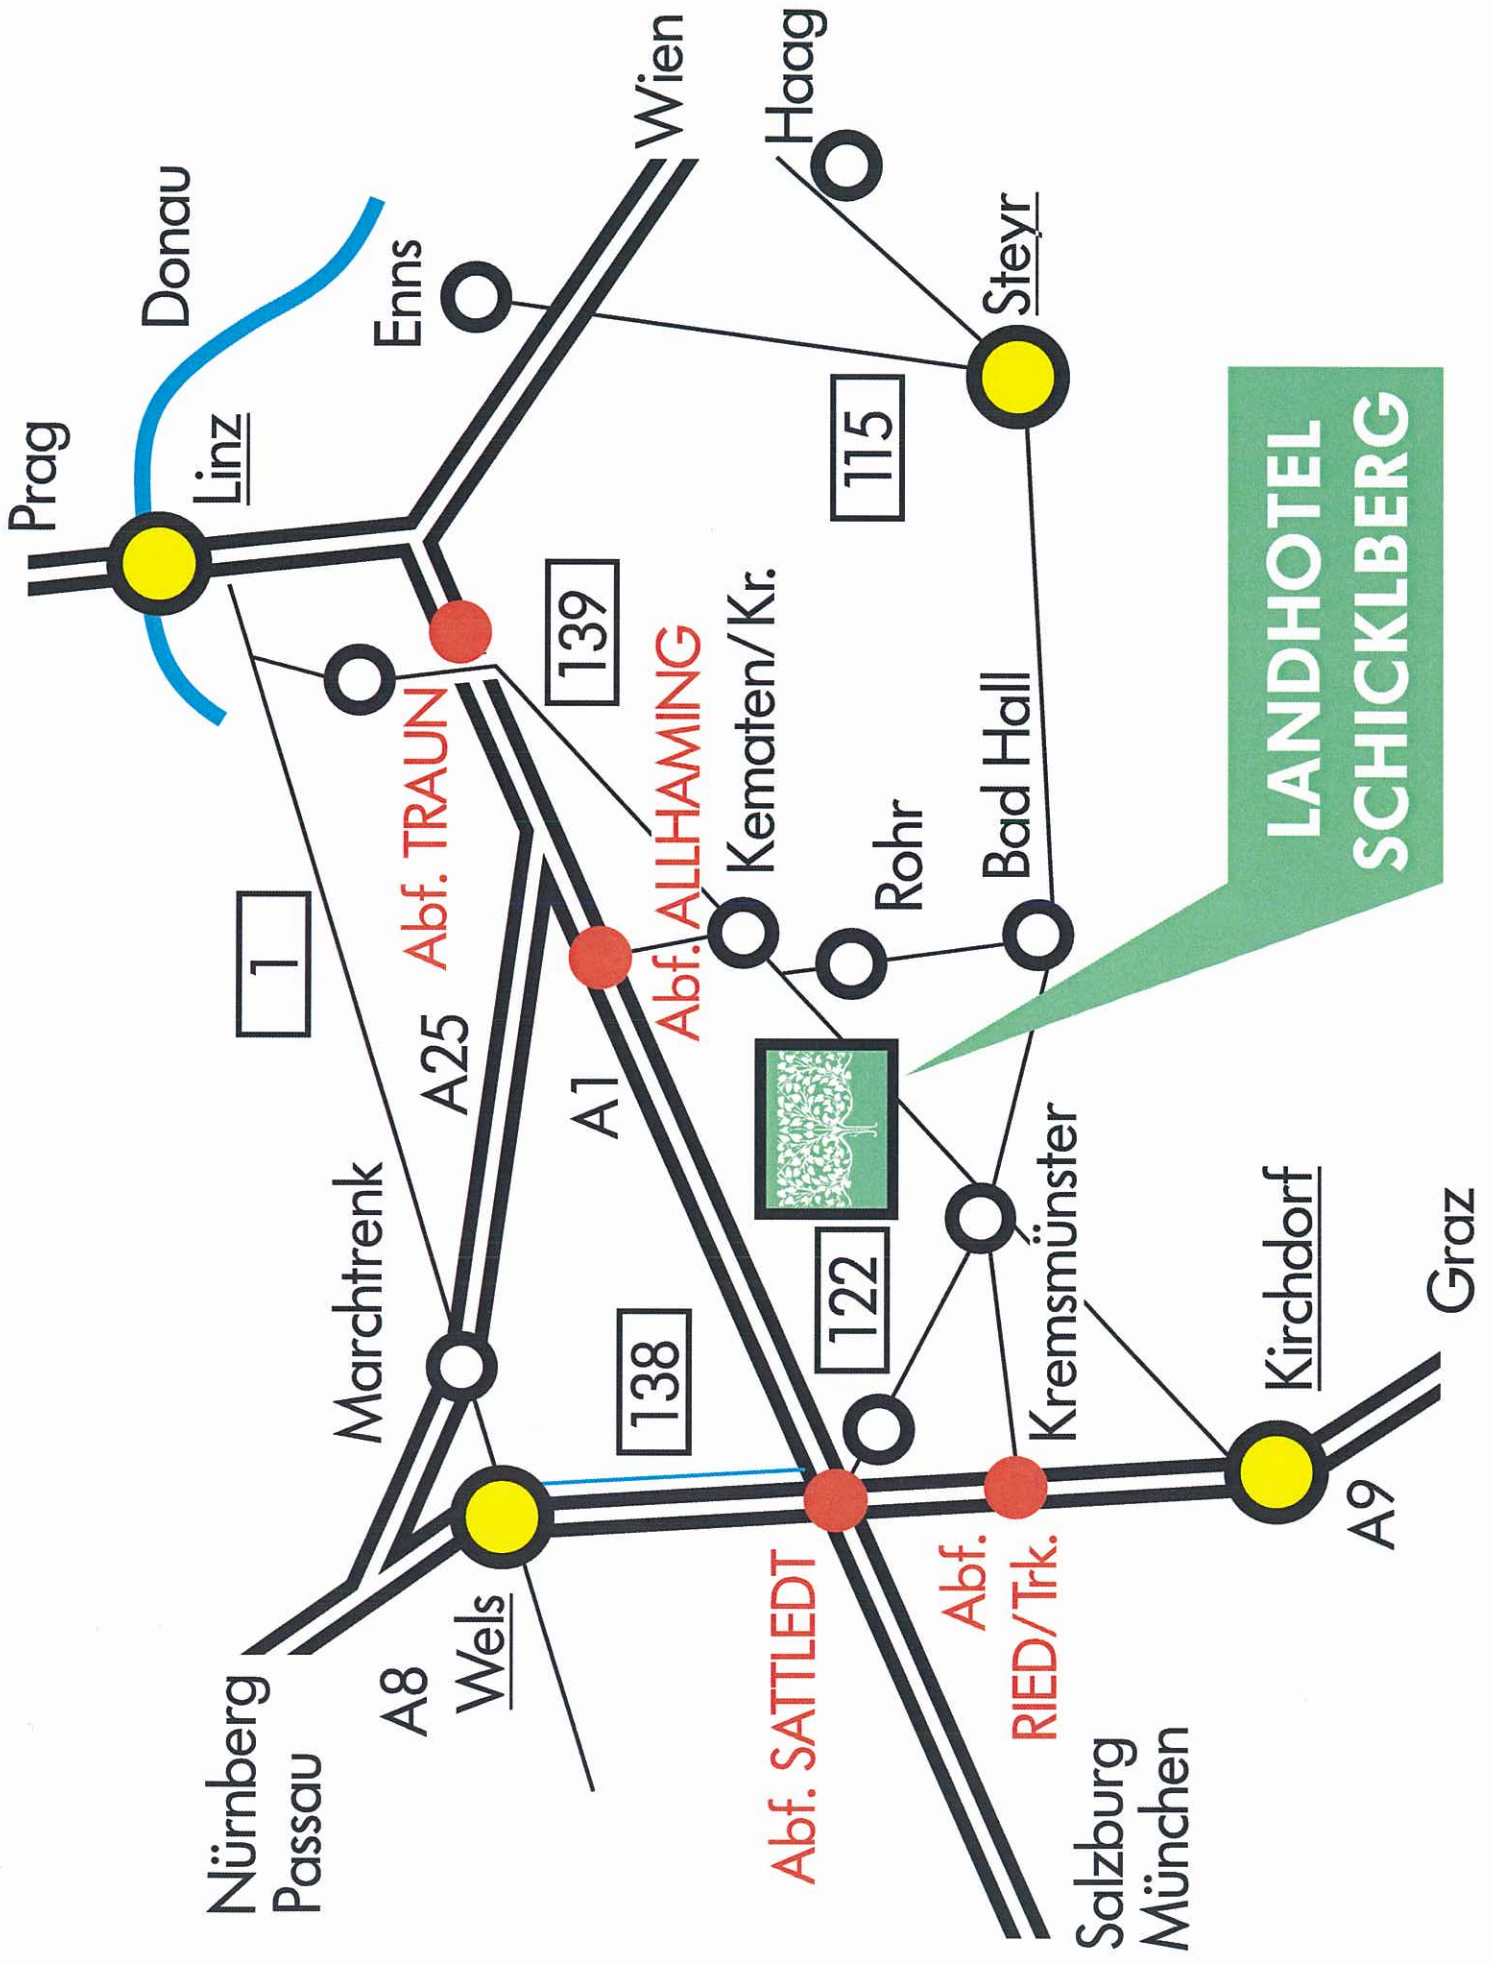 Prag
Donau
Linz
Enns
Wien
Haag
Nürnberg
Passau
A8
Wels
Marchtrenk
1
A25
Abf. TRAUN
139
A1
Abf. ALLHAMING
Kematen/Kr.
115
Steyr
138
122
Rohr
Bad Hall
Abf. SATTLEDT
Abf.
RIED/Trk.
Kremsmünster
Salzburg
München
Kirchdorf
A9
Graz
LANDHOTEL
SCHICKLBERG